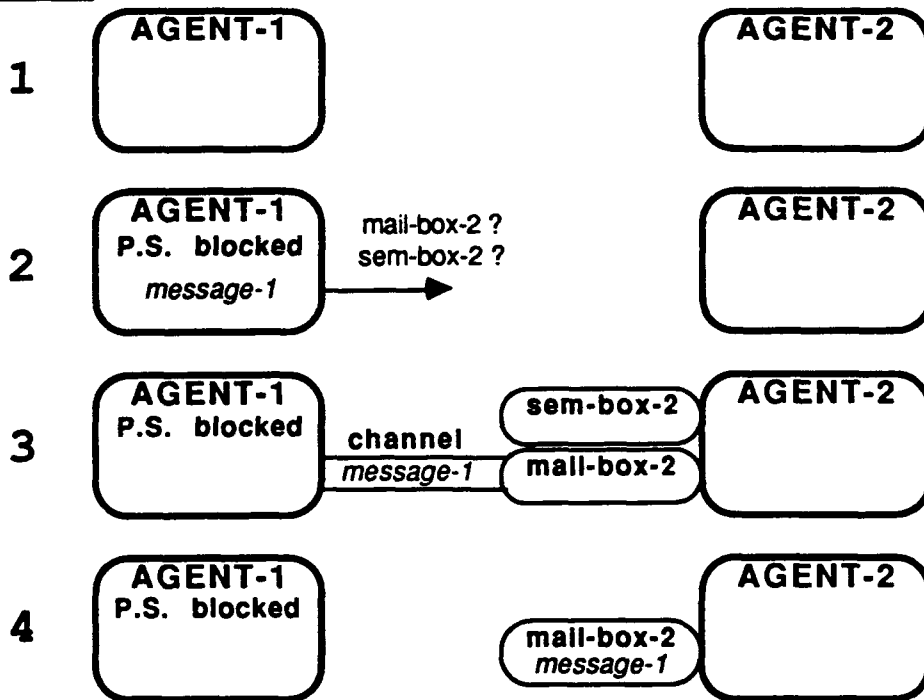 AGENT-1
AGENT-2
1
AGENT-1
P.S. blocked
message-1
mail-box-2 ?
sem-box-2 ?
AGENT-2
2
AGENT-1
P.S. blocked
channel
message-1
sem-box-2
mail-box-2
AGENT-2
3
AGENT-1
P.S. blocked
mail-box-2
message-1
AGENT-2
4